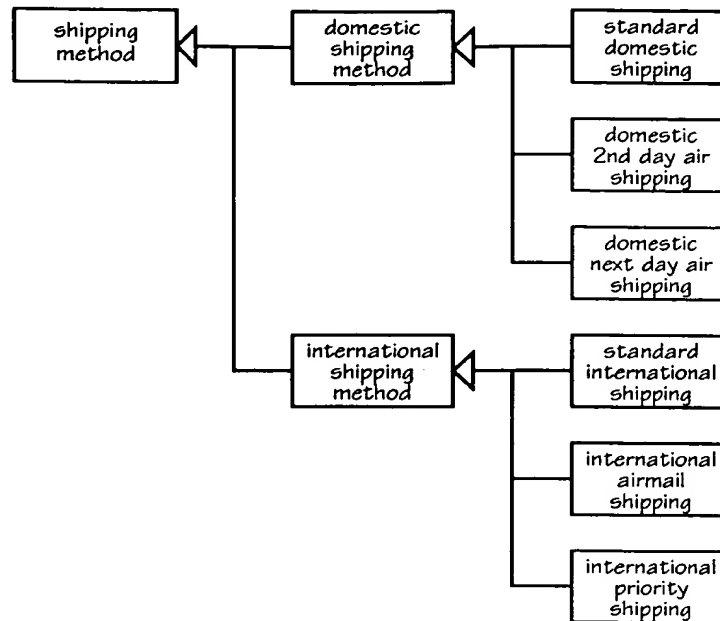 shipping
method
domestic
shipping
method
standard
domestic
shipping
domestic
2nd day air
shipping
domestic
next day air
shipping
international
shipping
method
standard
international
shipping
international
airmail
shipping
international
priority
shipping